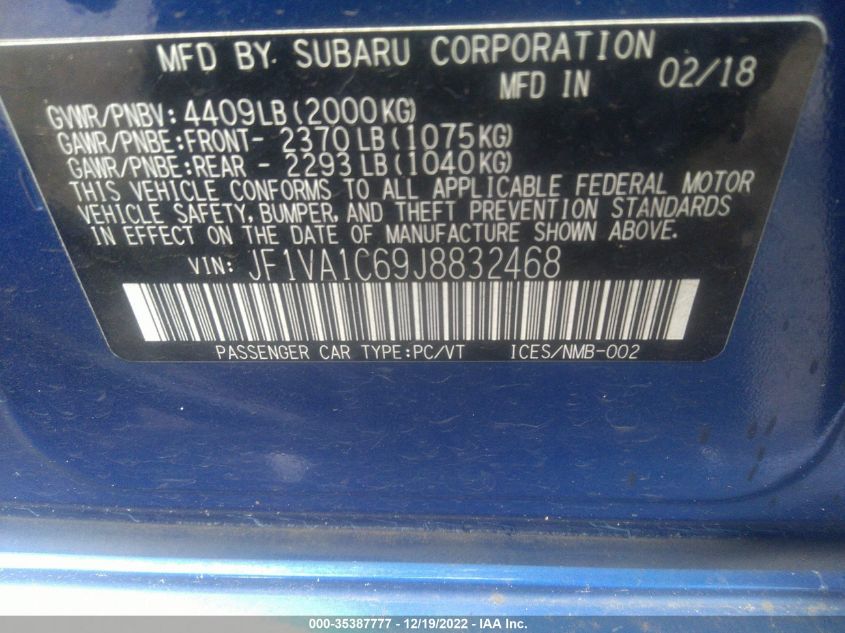 MFD BY. SUBARU CORPORATION
MFD IN 02/18
GVWR/PNBV: 4409LB(2000KG)
GAWR/PNBE:FRONT- 2370 LB(1075KG)
GAWR/PNBE:REAR - 2293 LB(1040KG)
THIS VEHICLE CONFORMS TO ALL APPLICABLE FEDERAL MOTOR
VEHICLE SAFETY, BUMPER, AND THEFT PREVENTION STANDARDS
IN EFFECT ON THE DATE OF MANUFACTURE SHOWN ABOVE.
VIN: JF1VA1C69J8832468
PASSENGER CAR TYPE:PC/VT ICES/NMB-002
000-35387777 - 12/19/2022 - IAA Inc.